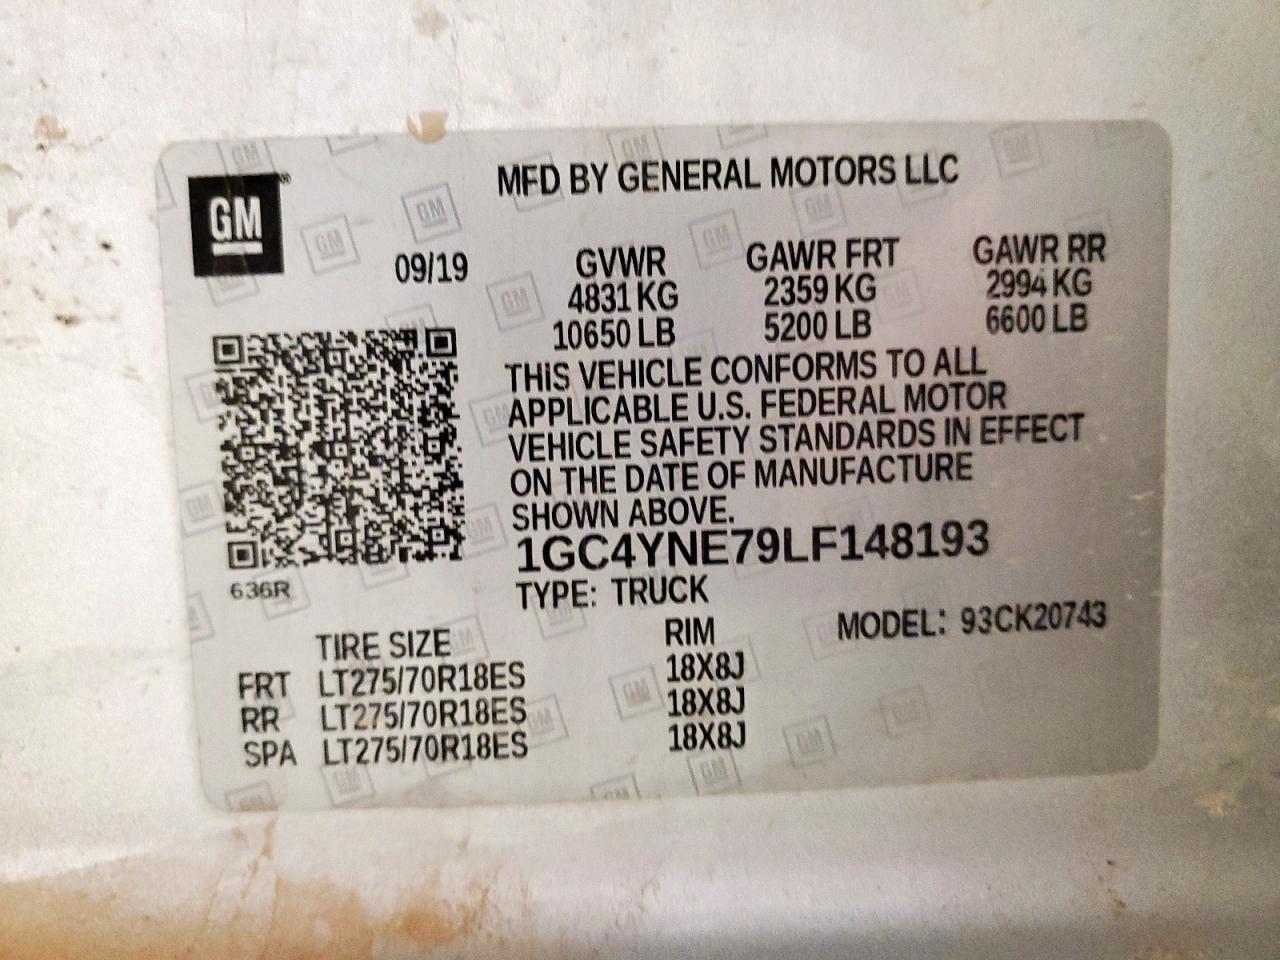 GM
MFD BY GENERAL MOTORS LLC
09/19
GVWR GAWR FRT GAWR RR
4831 KG 2359 KG 2994 KG
10650 LB 5200 LB 6600 LB
THIS VEHICLE CONFORMS TO ALL
APPLICABLE U.S. FEDERAL MOTOR
VEHICLE SAFETY STANDARDS IN EFFECT
ON THE DATE OF MANUFACTURE
SHOWN ABOVE.
1GC4YNE79LF148193
636R
TYPE: TRUCK
MODEL: 93CK20743
TIRE SIZE RIM
FRT LT275/70R18ES 18X8J
RR LT275/70R18ES 18X8J
SPA LT275/70R18ES 18X8J